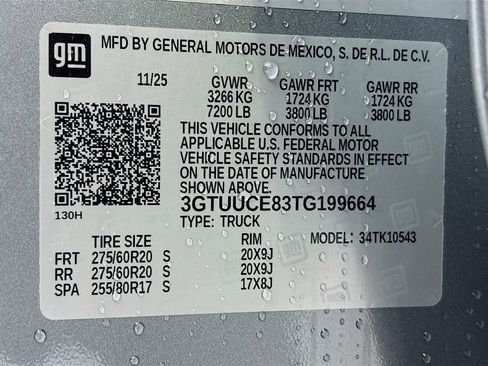 gm
MFD BY GENERAL MOTORS DE MEXICO, S. DE R.L. DE C.V.
11/25 GVWR GAWR FRT GAWR RR
3266 KG 1724 KG 1724 KG
7200 LB 3800 LB 3800 LB
THIS VEHICLE CONFORMS TO ALL
APPLICABLE U.S. FEDERAL MOTOR
VEHICLE SAFETY STANDARDS IN EFFECT
ON THE DATE OF MANUFACTURE.
3GTUUCE83TG199664
130H TYPE: TRUCK
TIRE SIZE RIM MODEL: 34TK10543
FRT 275/60R20 S 20X9J
RR 275/60R20 S 20X9J
SPA 255/80R17 S 17X8J